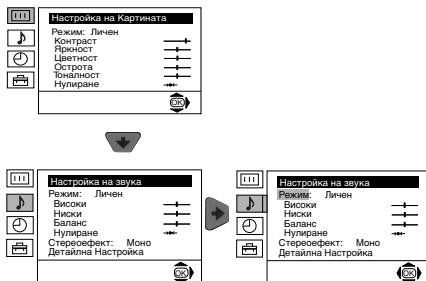 Настройка на Картината
Режим: Личен
Контраст
Яркност
Цветност
Острота
Тоналност
Нулиране
OK
Настройка на звука
Режим: Личен
Високи
Ниски
Баланс
Нулиране
Стереоефект: Моно
Детайлна Настройка
OK
Настройка на звука
Режим: Личен
Високи
Ниски
Баланс
Нулиране
Стереоефект: Моно
Детайлна Настройка
OK